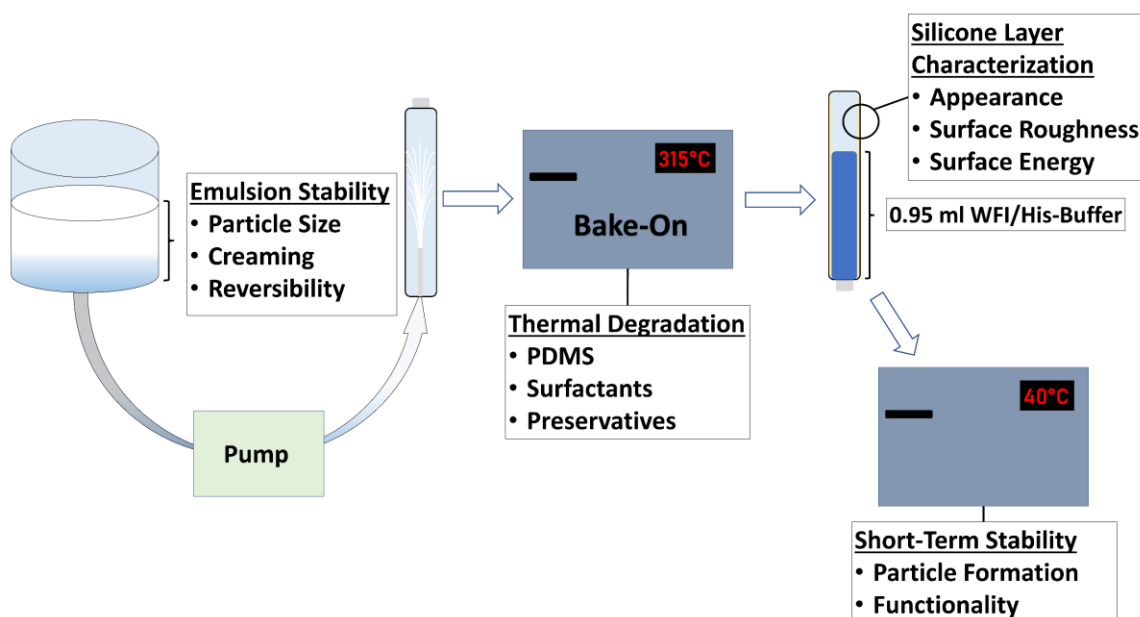 Emulsion Stability
• Particle Size
• Creaming
• Reversibility
Pump
315°C
Bake-On
Thermal Degradation
• PDMS
• Surfactants
• Preservatives
Silicone Layer
Characterization
• Appearance
• Surface Roughness
• Surface Energy
0.95 ml WFI/His-Buffer
40°C
Short-Term Stability
• Particle Formation
• Functionality